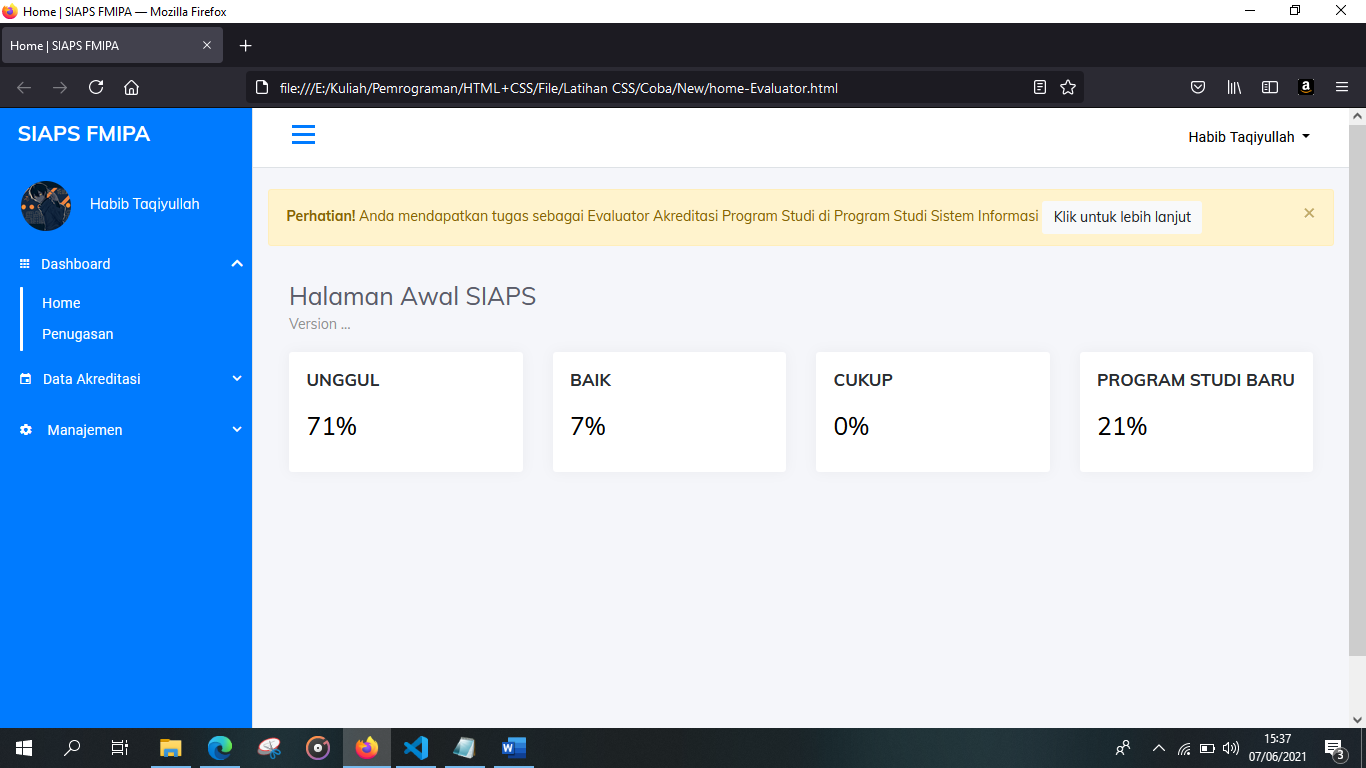 Home | SIAPS FMIPA — Mozilla Firefox
Home | SIAPS FMIPA
file:///E:/Kuliah/Pemrograman/HTML+CSS/File/Latihan CSS/Coba/New/home-Evaluator.html
SIAPS FMIPA
Habib Taqiyullah
Habib Taqiyullah
Dashboard
Home
Penugasan
Data Akreditasi
Manajemen
Perhatian! Anda mendapatkan tugas sebagai Evaluator Akreditasi Program Studi di Program Studi Sistem Informasi Klik untuk lebih lanjut ×
Halaman Awal SIAPS
Version ...
UNGGUL
71%
BAIK
7%
CUKUP
0%
PROGRAM STUDI BARU
21%
15:37
07/06/2021
3